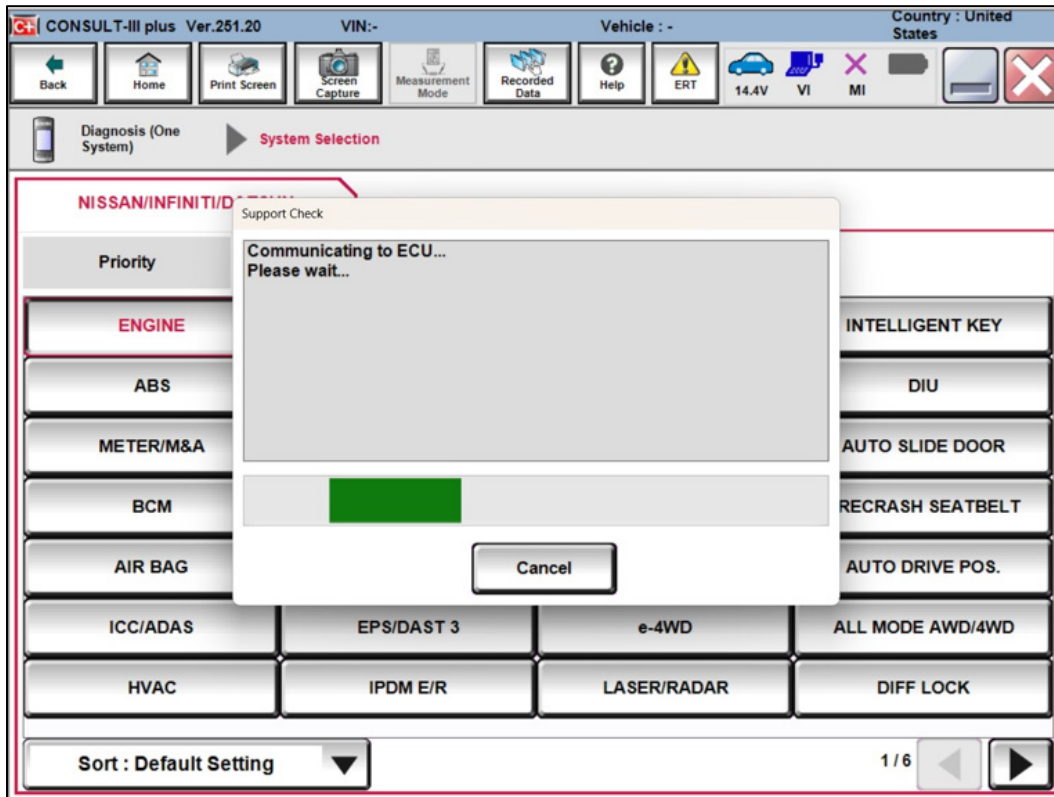 C+ CONSULT-III plus Ver.251.20 VIN:- Vehicle : - Country : United States
Back Home Print Screen Screen Capture Measurement Mode Recorded Data Help ERT 14.4V VI MI
Diagnosis (One System) System Selection
NISSAN/INFINITI/
Support Check
Communicating to ECU...
Please wait...
Priority
ENGINE INTELLIGENT KEY
ABS DIU
METER/M&A AUTO SLIDE DOOR
BCM RECRASH SEATBELT
AIR BAG Cancel AUTO DRIVE POS.
ICC/ADAS EPS/DAST 3 e-4WD ALL MODE AWD/4WD
HVAC IPDM E/R LASER/RADAR DIFF LOCK
Sort : Default Setting 1 / 6